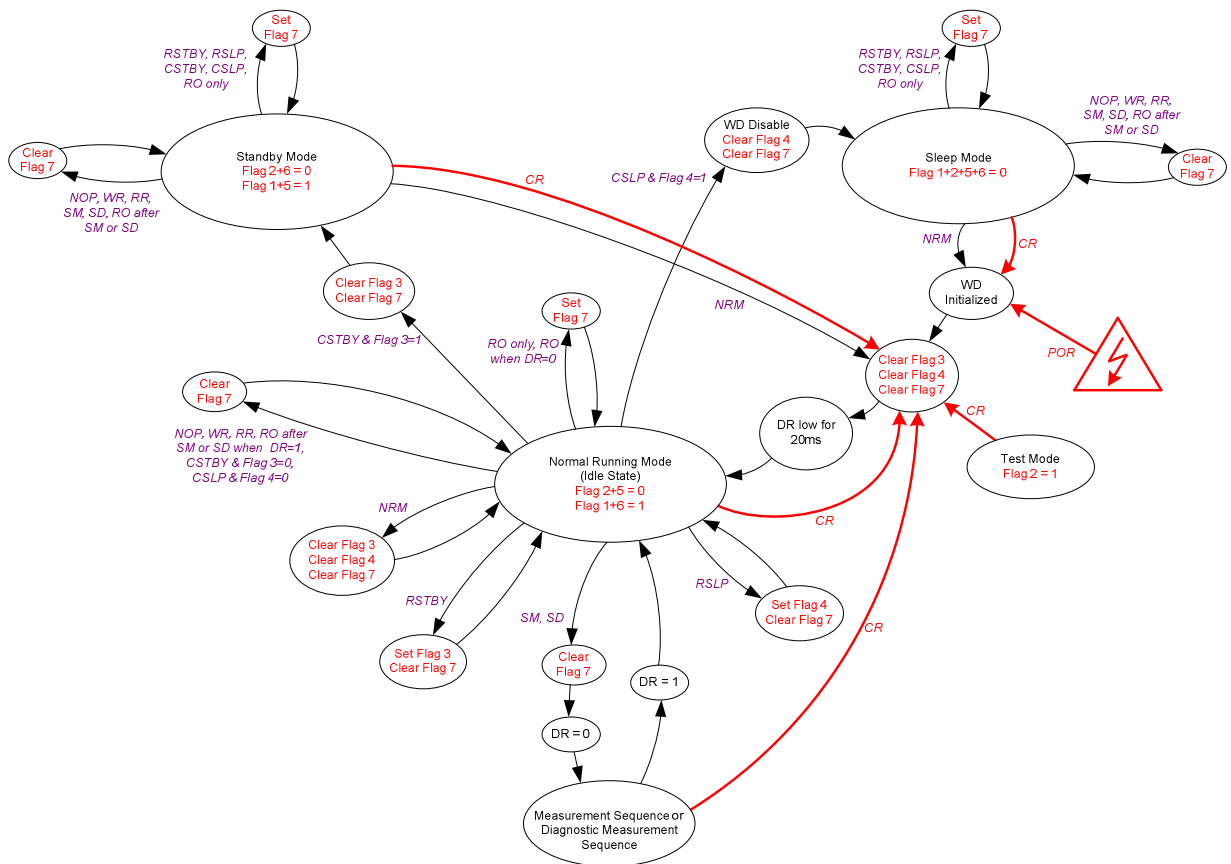 Set
Flag 7
RSTBY, RSLP,
CSTBY, CSLP,
RO only
Clear
Flag 7
NOP, WR, RR,
SM, SD, RO after
SM or SD
Standby Mode
Flag 2+6 = 0
Flag 1+5 = 1
CR
NRM
Clear Flag 3
Clear Flag 7
CSTBY & Flag 3=1
Set
Flag 7
RO only, RO
when DR=0
CSLP & Flag 4=1
WD Disable
Clear Flag 4
Clear Flag 7
Set
Flag 7
RSTBY, RSLP,
CSTBY, CSLP,
RO only
Sleep Mode
Flag 1+2+5+6 = 0
NOP, WR, RR,
SM, SD, RO after
SM or SD
Clear
Flag 7
NRM
CR
WD
Initialized
POR
Clear Flag 3
Clear Flag 4
Clear Flag 7
CR
Test Mode
Flag 2 = 1
DR low for
20ms
Clear
Flag 7
NOP, WR, RR, RO after
SM or SD when DR=1,
CSTBY & Flag 3=0,
CSLP & Flag 4=0
Normal Running Mode
(Idle State)
Flag 2+5 = 0
Flag 1+6 = 1
CR
NRM
Clear Flag 3
Clear Flag 4
Clear Flag 7
RSTBY
Set Flag 3
Clear Flag 7
SM, SD
Clear
Flag 7
DR = 0
DR = 1
RSLP
Set Flag 4
Clear Flag 7
CR
Measurement Sequence or
Diagnostic Measurement
Sequence